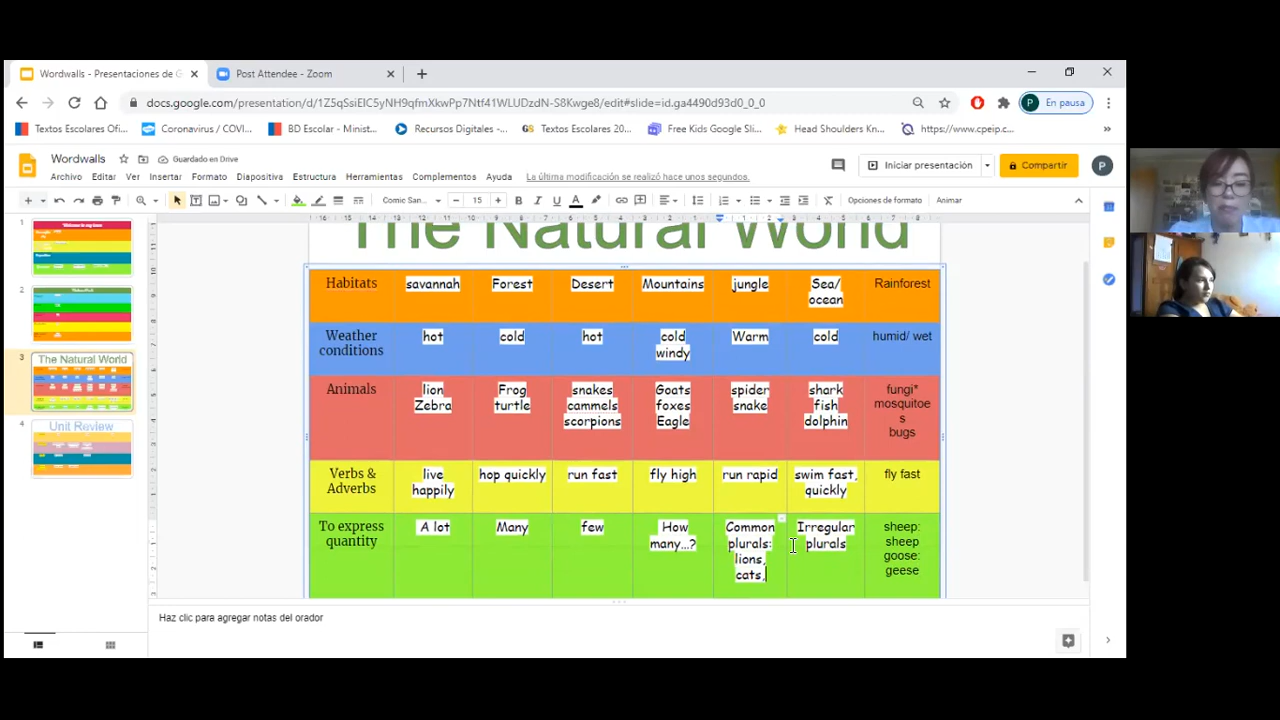 Wordwalls - Presentaciones de G
Post Attendee - Zoom
docs.google.com/presentation/d/1Z5qSsiEIC5yNH9qfmXkwPp7Ntf41WLUDzdN-S8Kwge8/edit#slide=id.ga4490d93d0_0_0
P
En pausa
Textos Escolares Ofi...
Coronavirus / COVI...
BD Escolar - Minist...
Recursos Digitales -...
GS
Textos Escolares 20...
Free Kids Google Sli...
Head Shoulders Kn...
https://www.cpeip.c...
Wordwalls
Guardado en Drive
Archivo Editar Ver Insertar Formato Diapositiva Estructura Herramientas Complementos Ayuda La última modificación se realizó hace unos segundos.
Iniciar presentación
Compartir
P
Comic San...
15
B I U A
Opciones de formato
Animar
1
2
3
The Natural World
4
Unit Review
The Natural World
Habitats savannah Forest Desert Mountains jungle Sea/ Rainforest
ocean
Weather hot cold hot cold Warm cold humid/ wet
conditions windy
Animals lion Frog snakes Goats spider shark fungi*
Zebra turtle cammels foxes snake fish mosquitoe
scorpions Eagle dolphin s
bugs
Verbs & live hop quickly run fast fly high run rapid swim fast, fly fast
Adverbs happily quickly
To express A lot Many few How Common Irregular sheep:
quantity many...? plurals: plurals sheep
lions, goose:
cats, geese
Haz clic para agregar notas del orador